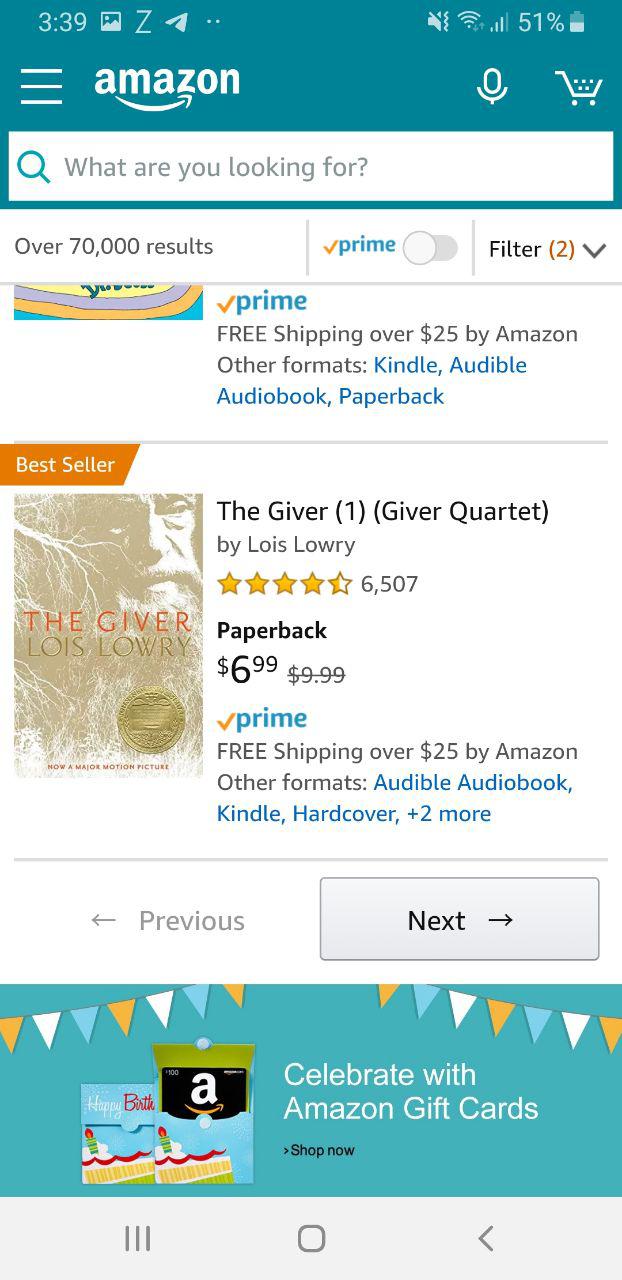 3:39 Z 51%
amazon
What are you looking for?
Over 70,000 results
prime
Filter (2)
prime
FREE Shipping over $25 by Amazon
Other formats: Kindle, Audible
Audiobook, Paperback
Best Seller
THE GIVER
LOIS LOWRY
NOW A MAJOR MOTION PICTURE
The Giver (1) (Giver Quartet)
by Lois Lowry
6,507
Paperback
$699 $9.99
prime
FREE Shipping over $25 by Amazon
Other formats: Audible Audiobook,
Kindle, Hardcover, +2 more
← Previous
Next →
Happy Birth
$100
a
Celebrate with
Amazon Gift Cards
›Shop now